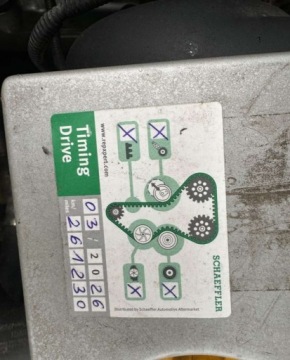 Timing
Drive
www.repxpert.com
03/2026
261230
SCHAEFFLER
Distributed by Schaeffler Automotive Aftermarket